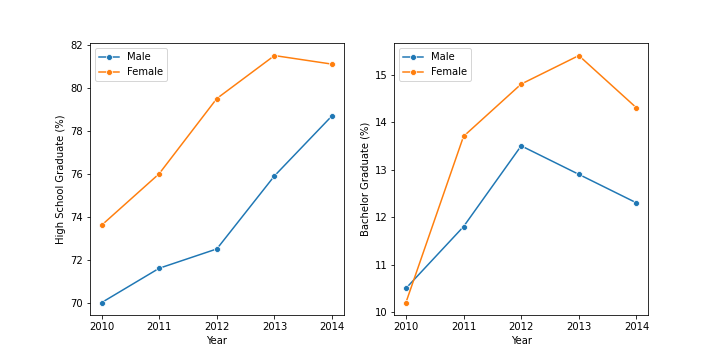 High School Graduate (%)
82
80
78
76
74
72
70
Male
Female
2010 2011 2012 2013 2014
Year
Bachelor Graduate (%)
15
14
13
12
11
10
Male
Female
2010 2011 2012 2013 2014
Year